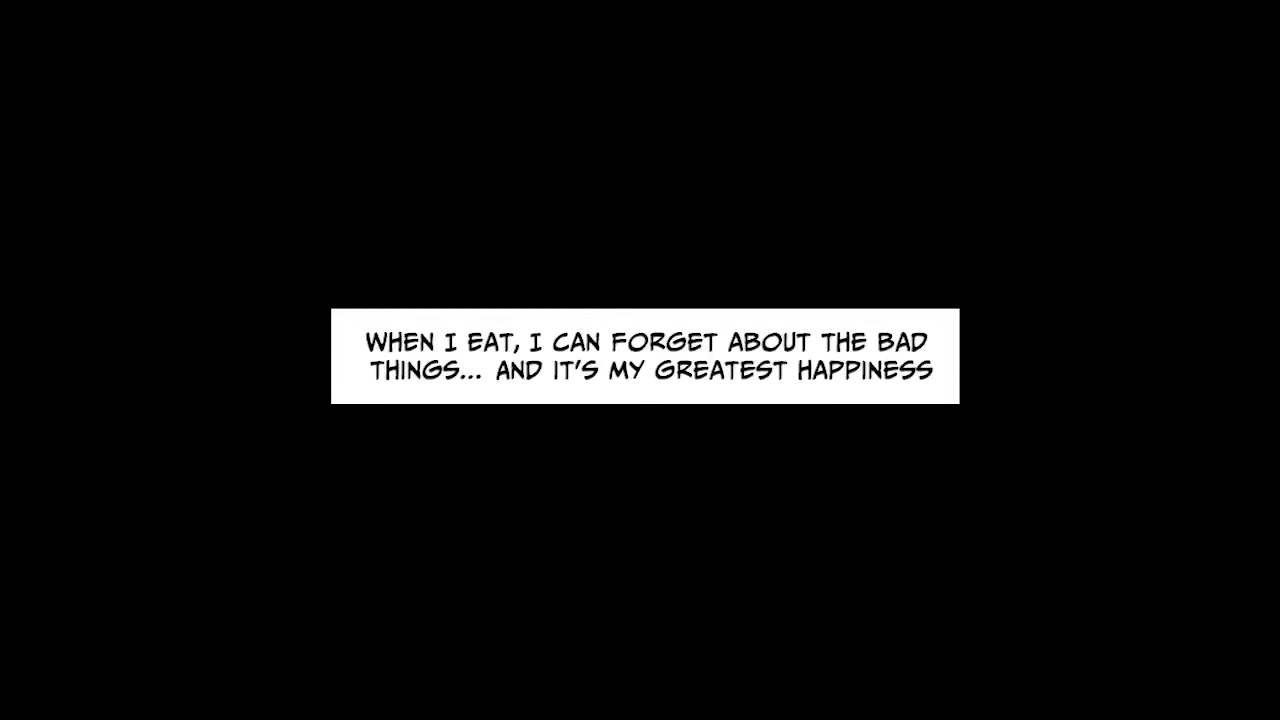 WHEN I EAT, I CAN FORGET ABOUT THE BAD
THINGS... AND IT'S MY GREATEST HAPPINESS